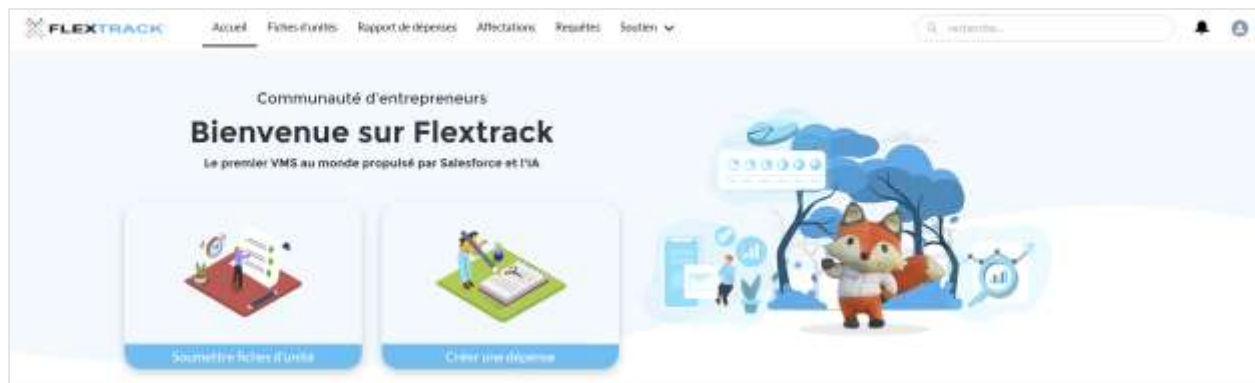 FLEXTRACK
Accueil
Fiches d'unités
Rapport de dépenses
Affectations
Requêtes
Soutien
recherche...
Communauté d'entrepreneurs
Bienvenue sur Flextrack
Le premier VMS au monde propulsé par Salesforce et l'IA
Soumettre fiches d'unité
Créer une dépense